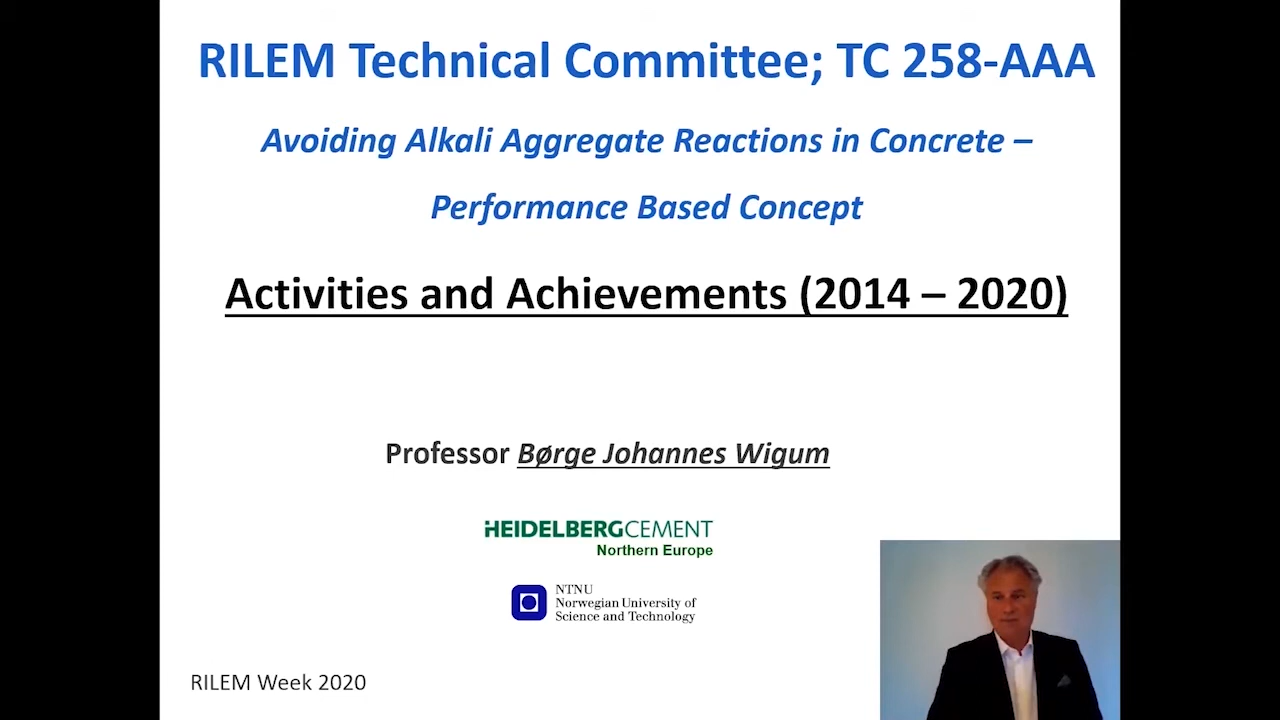 RILEM Technical Committee; TC 258-AAA
Avoiding Alkali Aggregate Reactions in Concrete –
Performance Based Concept
Activities and Achievements (2014 – 2020)
Professor Børge Johannes Wigum
HEIDELBERGCEMENT
Northern Europe
NTNU
Norwegian University of
Science and Technology
RILEM Week 2020